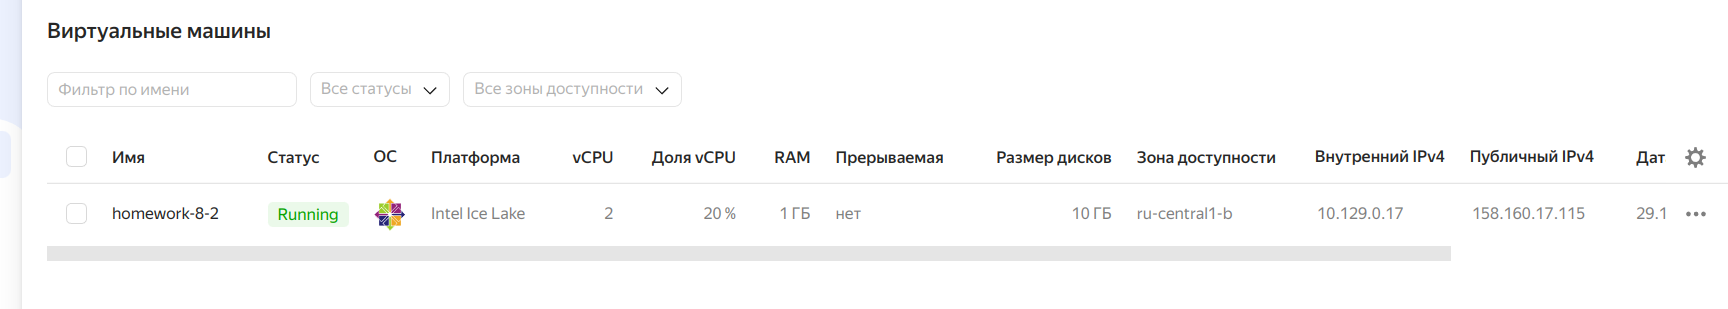 Виртуальные машины
Фильтр по имени Все статусы Все зоны доступности
Имя Статус ОС Платформа vCPU Доля vCPU RAM Прерываемая Размер дисков Зона доступности Внутренний IPv4 Публичный IPv4 Дат
homework-8-2 Running Intel Ice Lake 2 20 % 1 ГБ нет 10 ГБ ru-central1-b 10.129.0.17 158.160.17.115 29.1